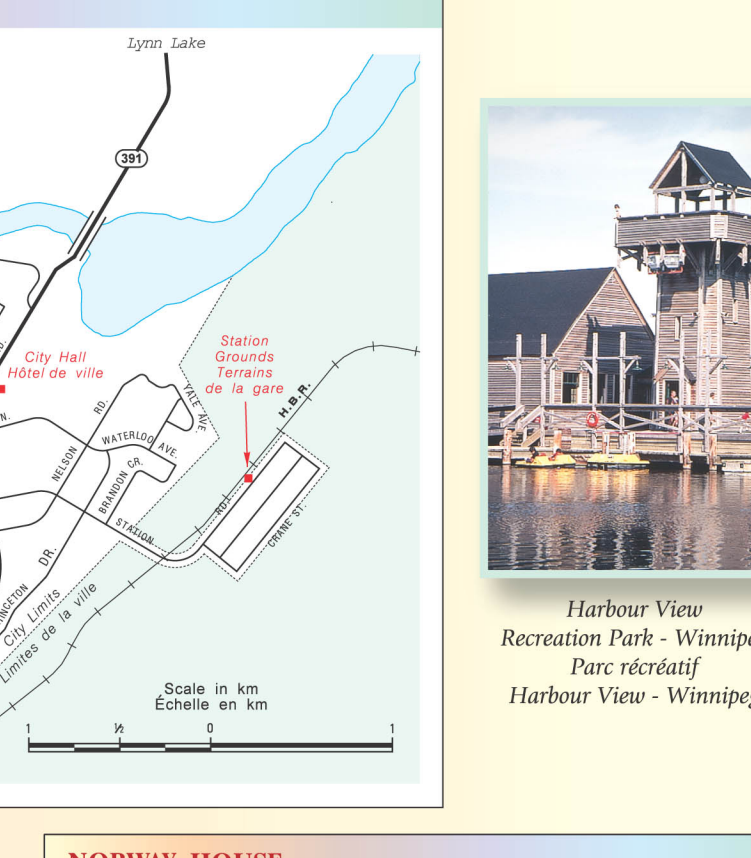 Lynn Lake
391
City Hall
Hôtel de ville
Station
Grounds
Terrains
de la gare
H.B.R.
YALE AVE.
RD.
WATERLOO AVE.
NELSON
BRANDON CR.
STATION
RD.
CRANE ST.
DR.
City Limits
Limites de la ville
Scale in km
Échelle en km
1 ½ 0 1
Harbour View
Recreation Park - Winnipe
Parc récréatif
Harbour View - Winnipeg
NORWAY HOUSE